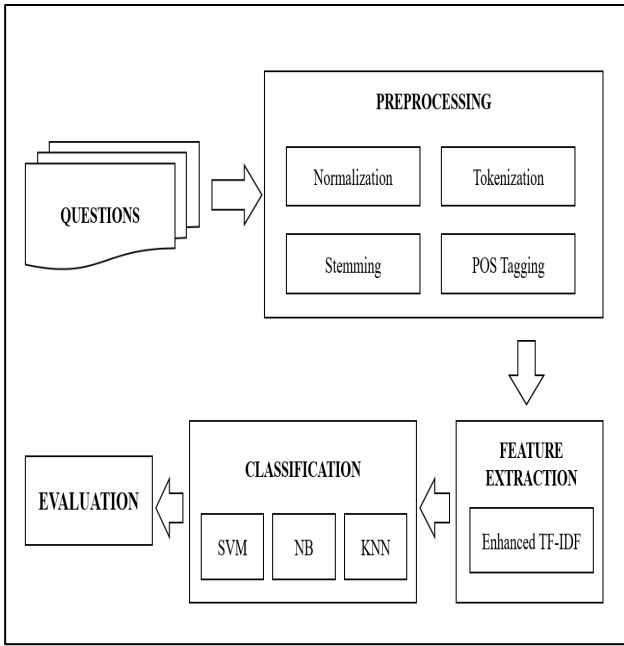 QUESTIONS
PREPROCESSING
Normalization
Tokenization
Stemming
POS Tagging
FEATURE
EXTRACTION
Enhanced TF-IDF
CLASSIFICATION
SVM
NB
KNN
EVALUATION